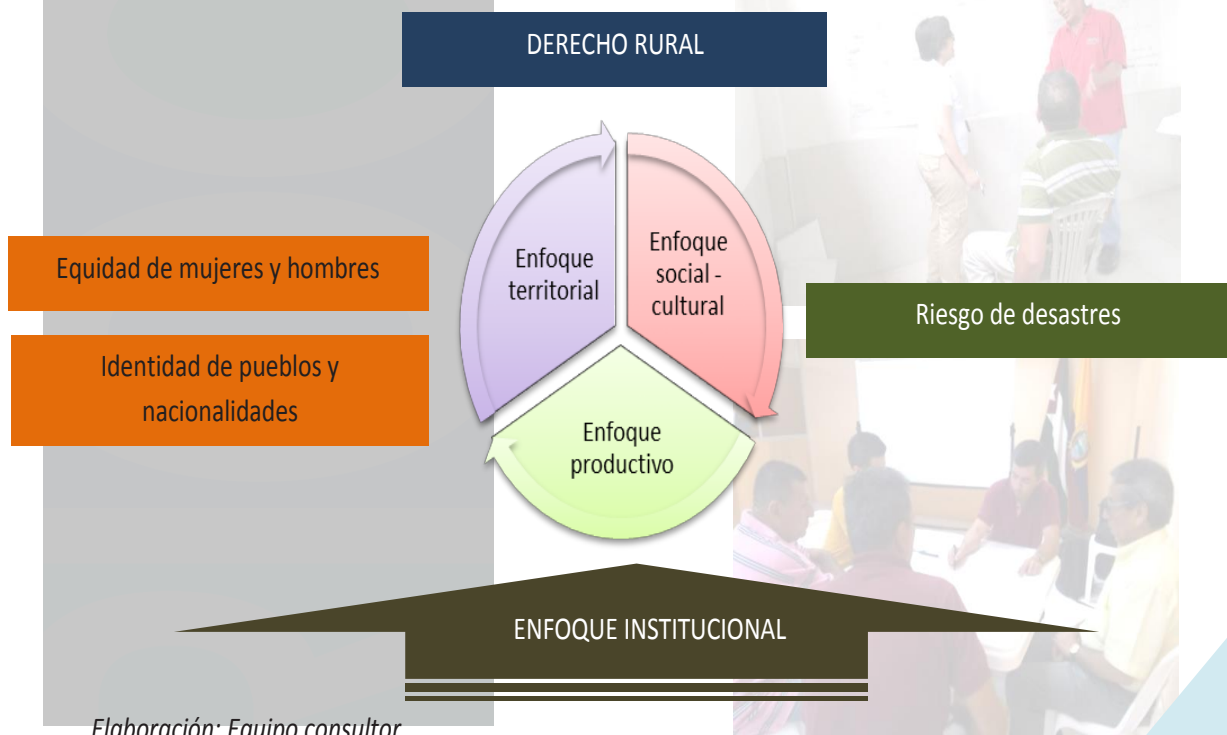 DERECHO RURAL
Enfoque
territorial
Enfoque
social -
cultural
Equidad de mujeres y hombres
Riesgo de desastres
Identidad de pueblos y
nacionalidades
Enfoque
productivo
ENFOQUE INSTITUCIONAL
Elaboración: Equipo consultor